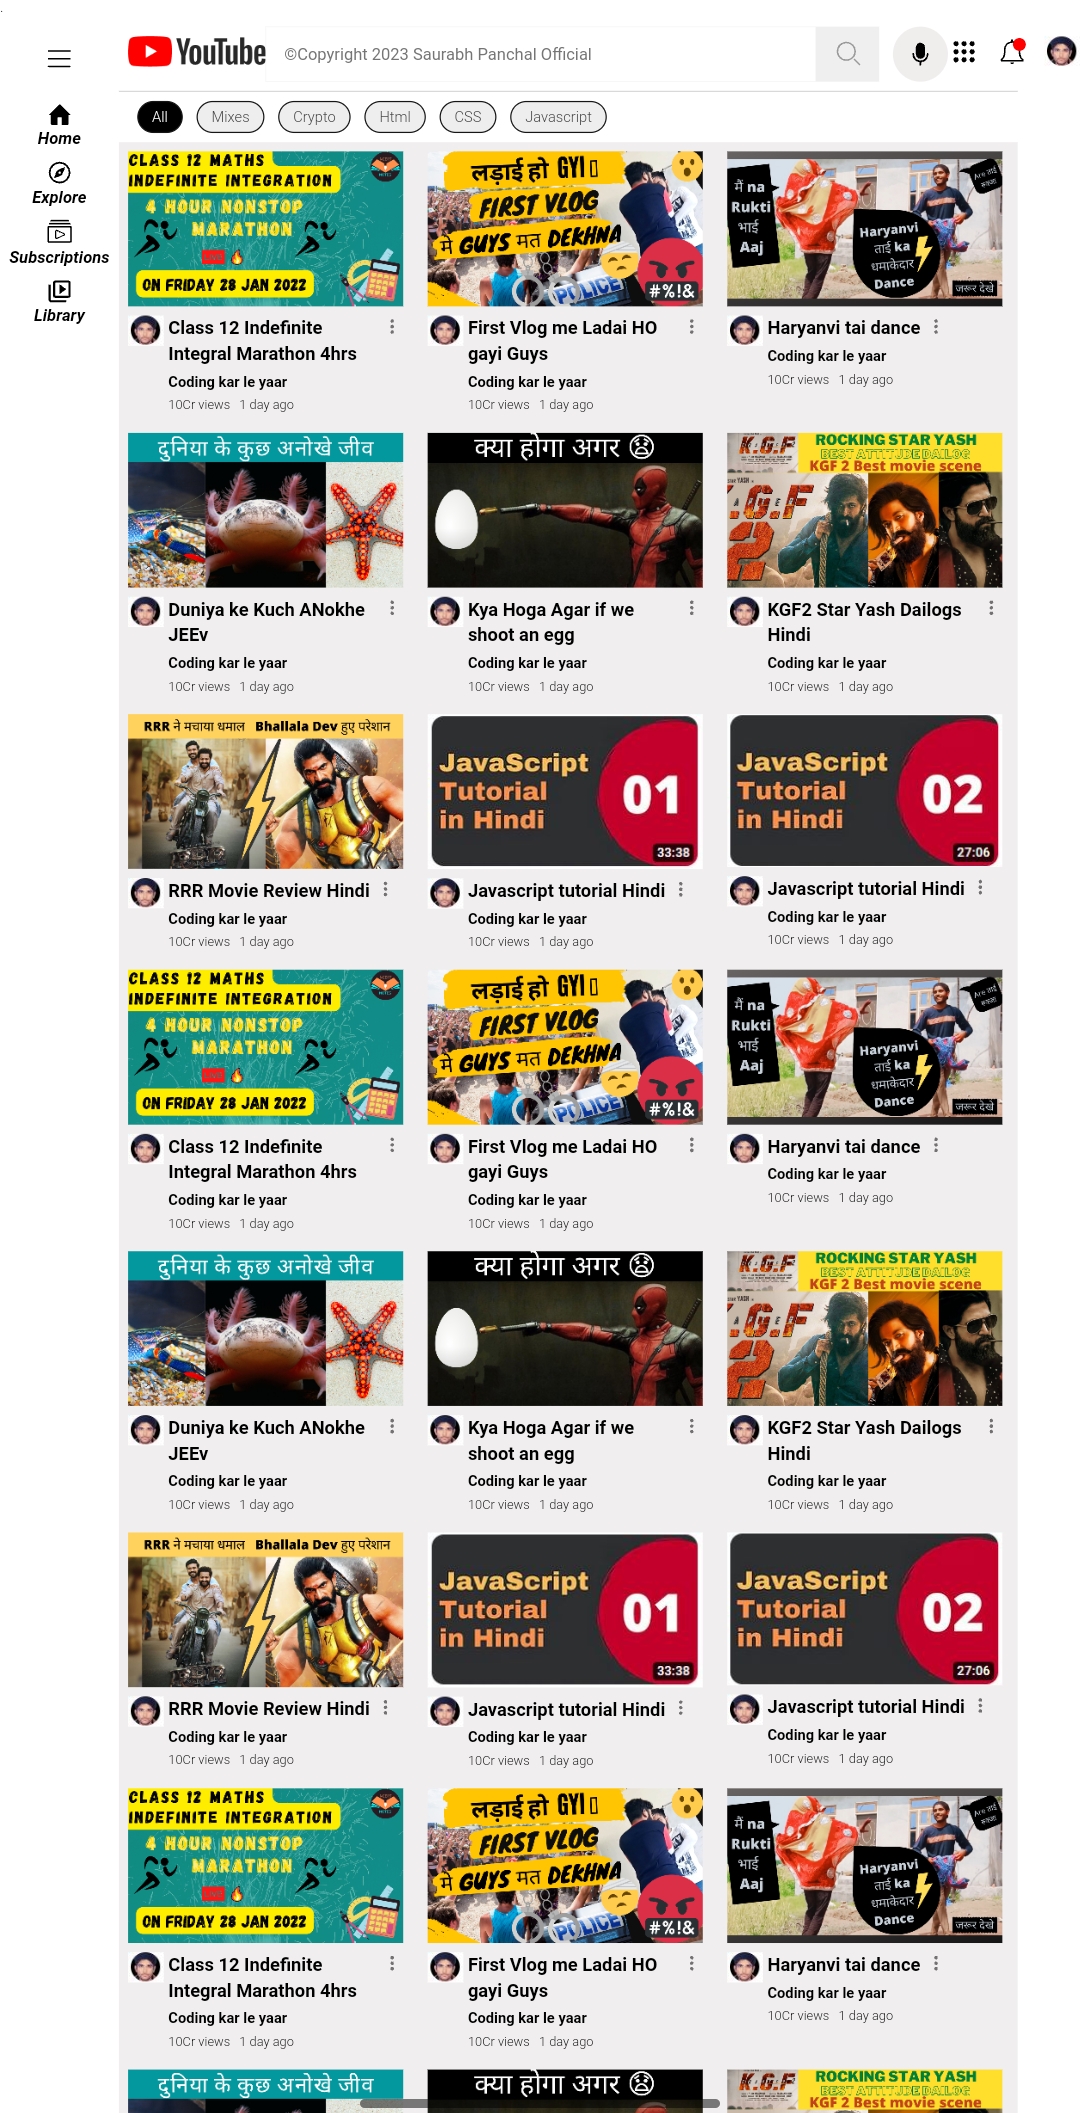 YouTube
©Copyright 2023 Saurabh Panchal Official
All
Mixes
Crypto
Html
CSS
Javascript
Home
Explore
Subscriptions
Library
CLASS 12 MATHS
INDEFINITE INTEGRATION
4 HOUR NONSTOP
MARATHON
ON FRIDAY 28 JAN 2022
Class 12 Indefinite
Integral Marathon 4hrs
Coding kar le yaar
10Cr views 1 day ago
लड़ाई हो GYI
FIRST VLOG
मे GUYS मत DEKHNA
POLICE
#%!&
First Vlog me Ladai HO
gayi Guys
Coding kar le yaar
10Cr views 1 day ago
मैं na
Rukti
भाई
Aaj
Haryanvi
ताई ka
धमाकेदार
Dance
जरूर देखे
Haryanvi tai dance
Coding kar le yaar
10Cr views 1 day ago
दुनिया के कुछ अनोखे जीव
Duniya ke Kuch ANokhe
JEEv
Coding kar le yaar
10Cr views 1 day ago
क्या होगा अगर 😧
Kya Hoga Agar if we
shoot an egg
Coding kar le yaar
10Cr views 1 day ago
K.G.F
ROCKING STAR YASH
BEST ATTITUDE DAILOG
KGF 2 Best movie scene
K.G.F
2
KGF2 Star Yash Dailogs
Hindi
Coding kar le yaar
10Cr views 1 day ago
RRR ने मचाया धमाल Bhallala Dev हुए परेशान
RRR Movie Review Hindi
Coding kar le yaar
10Cr views 1 day ago
JavaScript
Tutorial
in Hindi
01
33:38
Javascript tutorial Hindi
Coding kar le yaar
10Cr views 1 day ago
JavaScript
Tutorial
in Hindi
02
27:06
Javascript tutorial Hindi
Coding kar le yaar
10Cr views 1 day ago
CLASS 12 MATHS
INDEFINITE INTEGRATION
4 HOUR NONSTOP
MARATHON
ON FRIDAY 28 JAN 2022
Class 12 Indefinite
Integral Marathon 4hrs
Coding kar le yaar
10Cr views 1 day ago
लड़ाई हो GYI
FIRST VLOG
मे GUYS मत DEKHNA
POLICE
#%!&
First Vlog me Ladai HO
gayi Guys
Coding kar le yaar
10Cr views 1 day ago
मैं na
Rukti
भाई
Aaj
Haryanvi
ताई ka
धमाकेदार
Dance
जरूर देखे
Haryanvi tai dance
Coding kar le yaar
10Cr views 1 day ago
दुनिया के कुछ अनोखे जीव
Duniya ke Kuch ANokhe
JEEv
Coding kar le yaar
10Cr views 1 day ago
क्या होगा अगर 😧
Kya Hoga Agar if we
shoot an egg
Coding kar le yaar
10Cr views 1 day ago
K.G.F
ROCKING STAR YASH
BEST ATTITUDE DAILOG
KGF 2 Best movie scene
K.G.F
2
KGF2 Star Yash Dailogs
Hindi
Coding kar le yaar
10Cr views 1 day ago
RRR ने मचाया धमाल Bhallala Dev हुए परेशान
RRR Movie Review Hindi
Coding kar le yaar
10Cr views 1 day ago
JavaScript
Tutorial
in Hindi
01
33:38
Javascript tutorial Hindi
Coding kar le yaar
10Cr views 1 day ago
JavaScript
Tutorial
in Hindi
02
27:06
Javascript tutorial Hindi
Coding kar le yaar
10Cr views 1 day ago
CLASS 12 MATHS
INDEFINITE INTEGRATION
4 HOUR NONSTOP
MARATHON
ON FRIDAY 28 JAN 2022
Class 12 Indefinite
Integral Marathon 4hrs
Coding kar le yaar
10Cr views 1 day ago
लड़ाई हो GYI
FIRST VLOG
मे GUYS मत DEKHNA
POLICE
#%!&
First Vlog me Ladai HO
gayi Guys
Coding kar le yaar
10Cr views 1 day ago
मैं na
Rukti
भाई
Aaj
Haryanvi
ताई ka
धमाकेदार
Dance
जरूर देखे
Haryanvi tai dance
Coding kar le yaar
10Cr views 1 day ago
दुनिया के कुछ अनोखे जीव
क्या होगा अगर 😧
K.G.F
ROCKING STAR YASH
BEST ATTITUDE DAILOG
KGF 2 Best movie scene